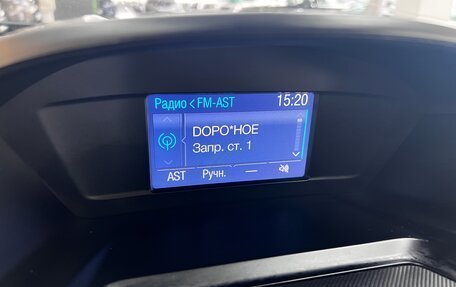 Радио < FM-AST 15:20
DOPO*HOE
Запр. ст. 1
AST Ручн. —